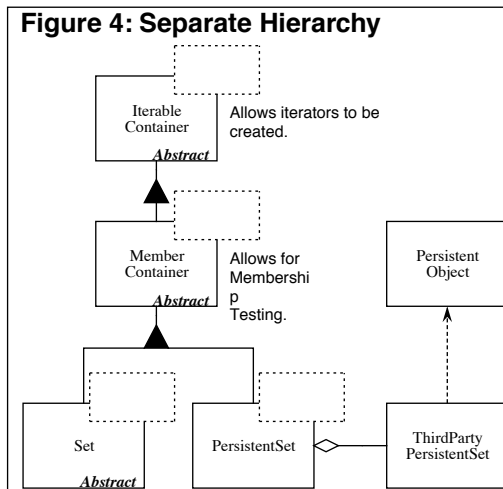 Figure 4: Separate Hierarchy
Iterable
Container
Abstract
Allows iterators to be
created.
Member
Container
Abstract
Allows for
Membershi
p
Testing.
Persistent
Object
Set
Abstract
PersistentSet
ThirdParty
PersistentSet